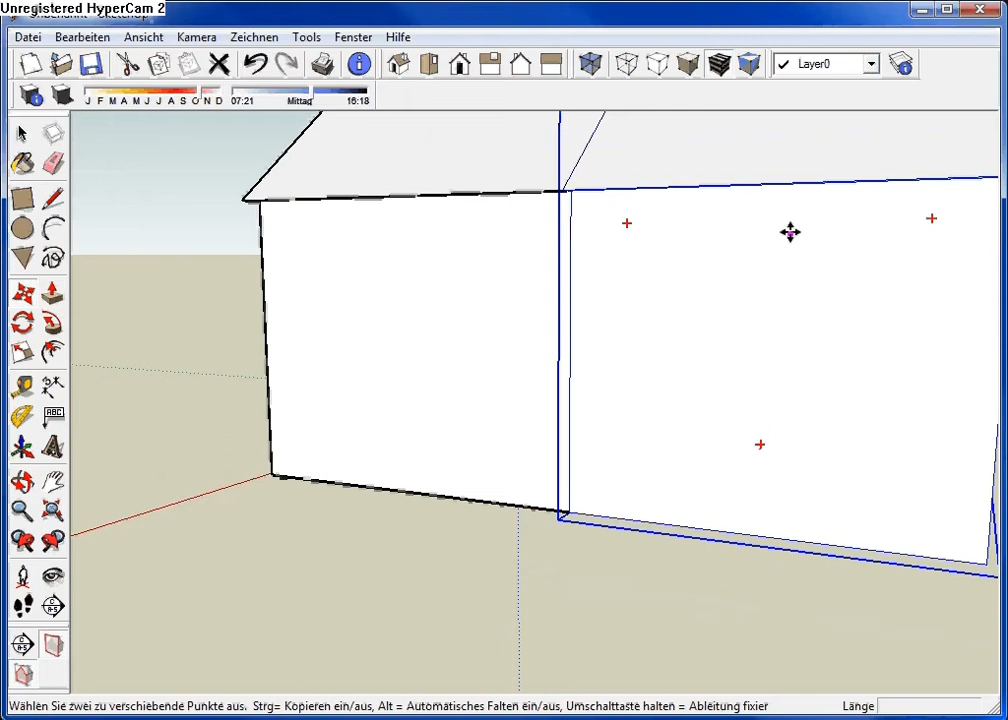 Unregistered HyperCam 2
Datei Bearbeiten Ansicht Kamera Zeichnen Tools Fenster Hilfe
Layer0
J F M A M J J A S O N D 07:21 Mittag 16:18
ABC
Wählen Sie zwei zu verschiebende Punkte aus. Strg= Kopieren ein/aus, Alt = Automatisches Falten ein/aus, Umschalttaste halten = Ableitung fixier Länge